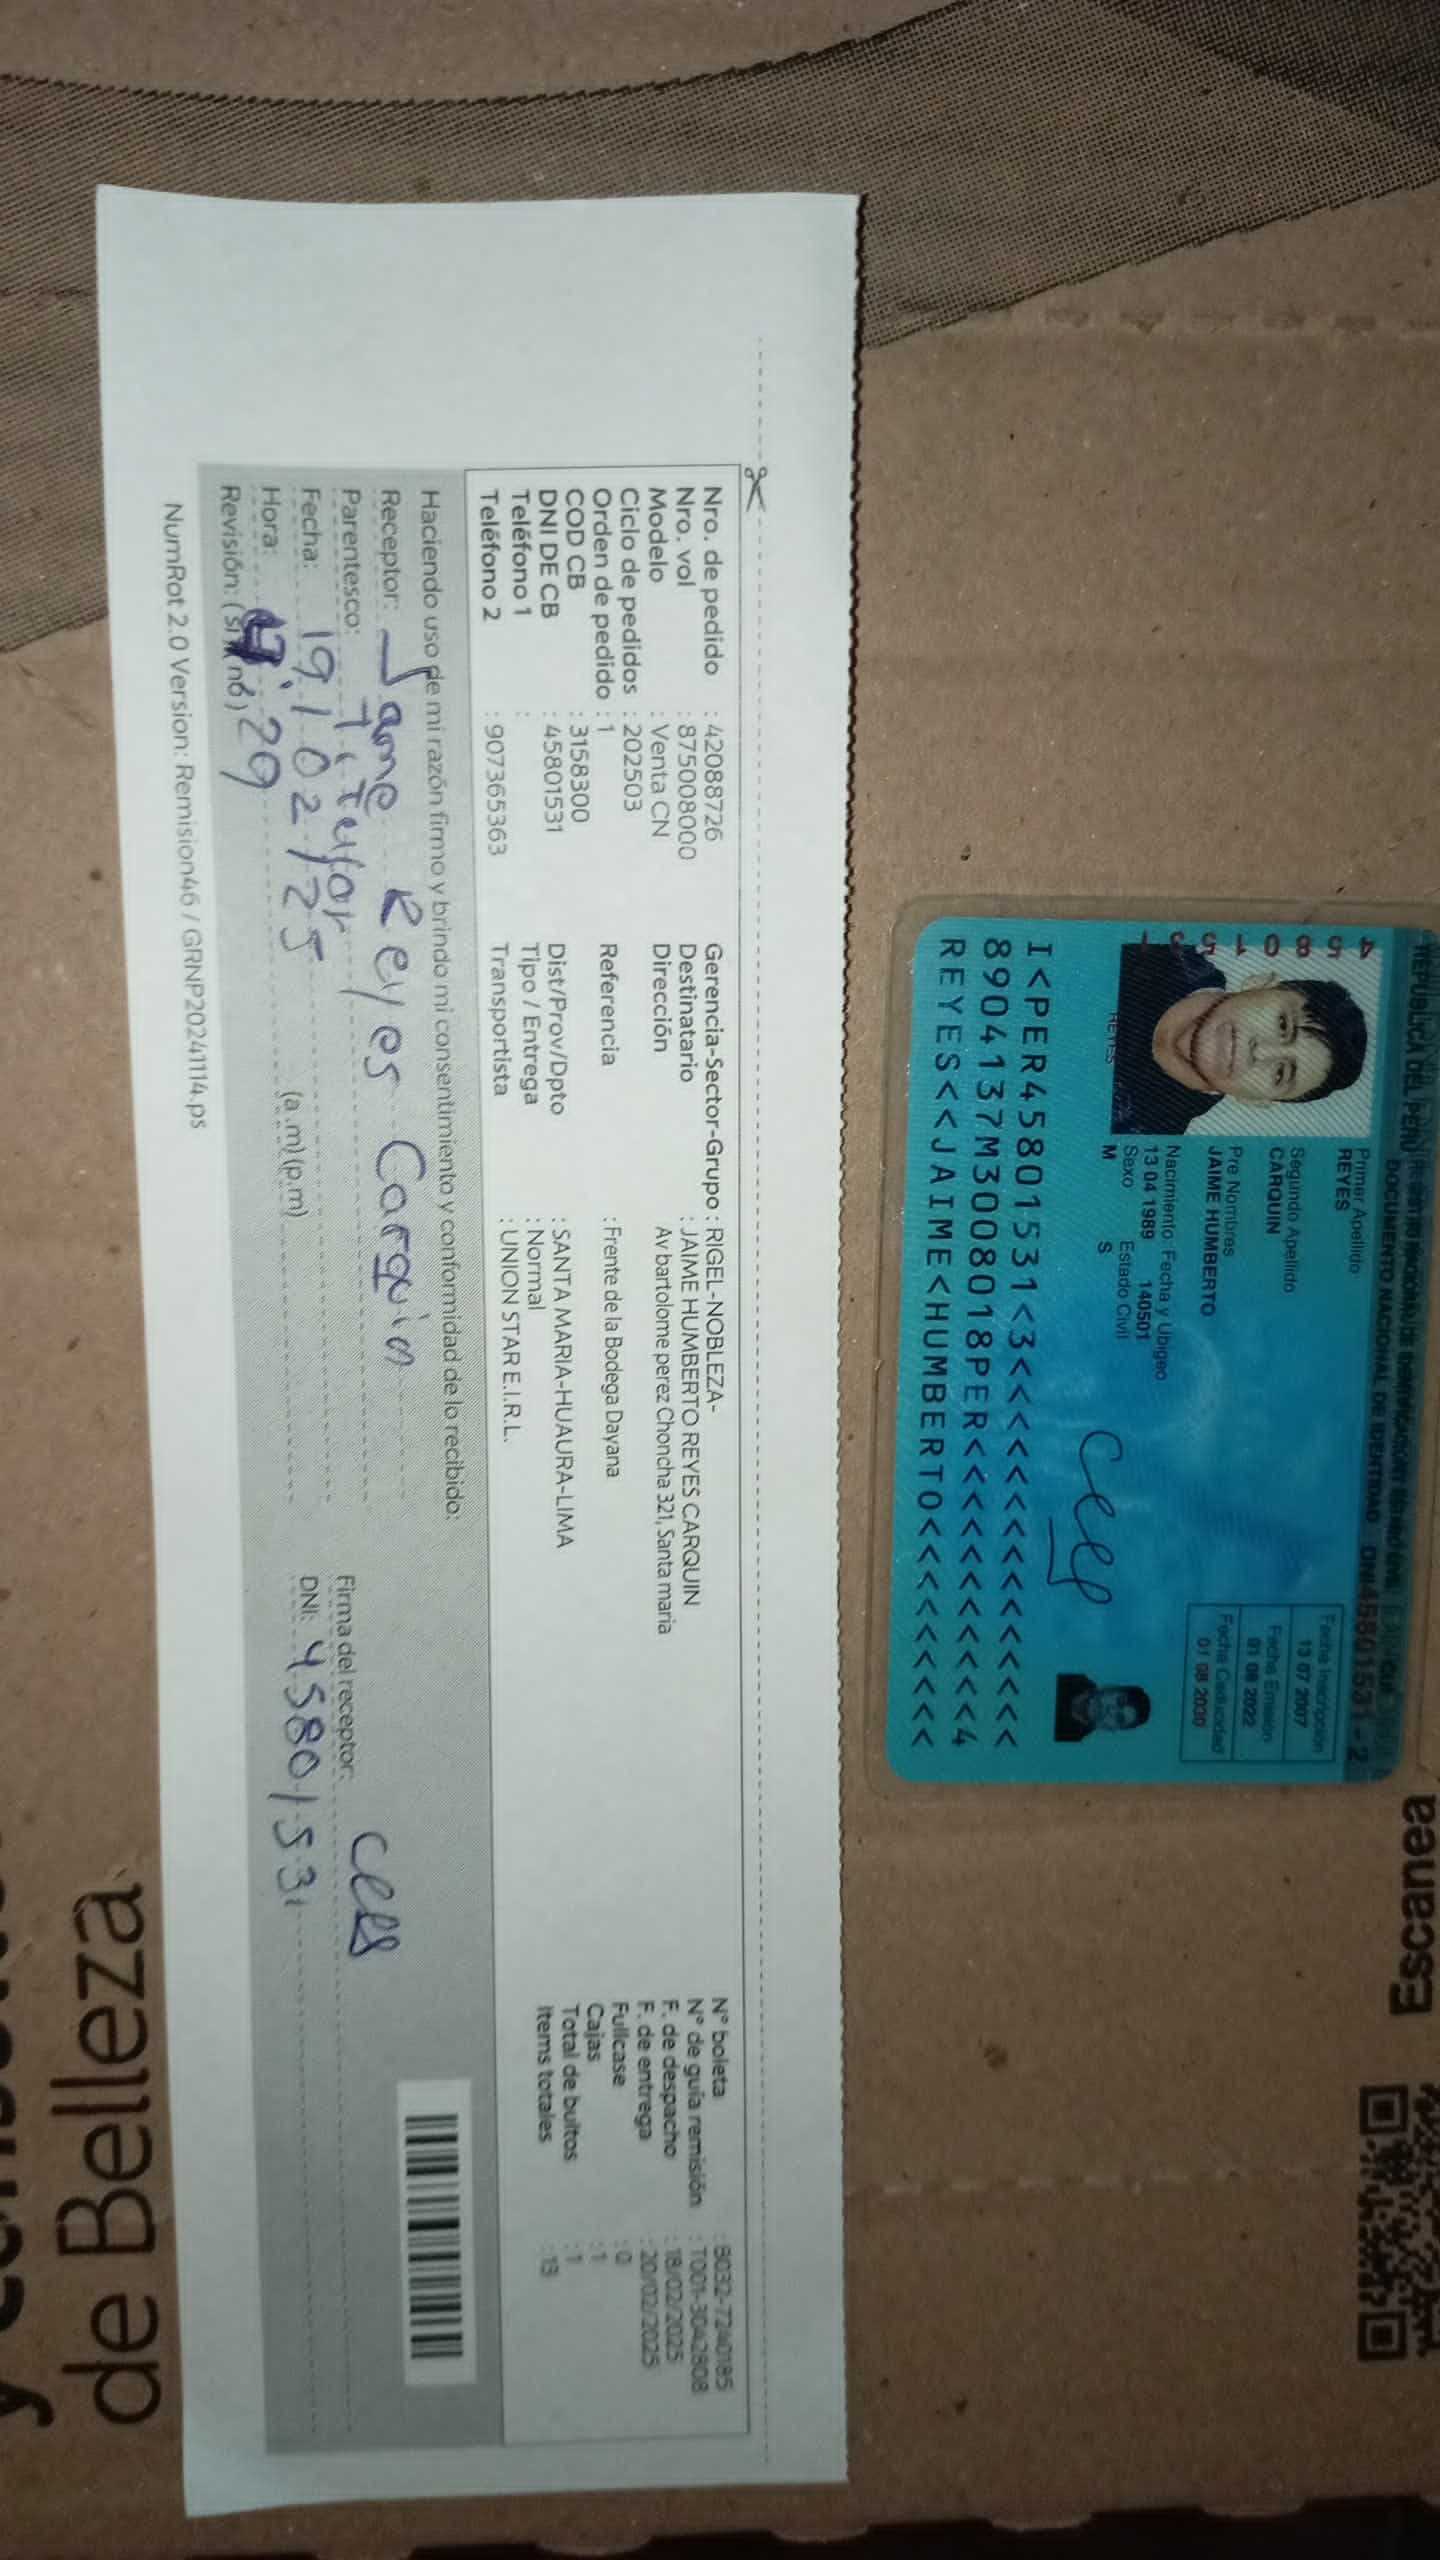 Nro. de pedido : 42088726
Nro. vol : 875008000
Modelo : Venta CN
Ciclo de pedidos : 202503
Orden de pedido : 1
COD CB : 3158300
DNI DE CB : 45801531
Teléfono 1 :
Teléfono 2 : 907365363
Gerencia-Sector-Grupo : RIGEL-NOBLEZA-
Destinatario : JAIME HUMBERTO REYES CARQUIN
Dirección Av bartolome perez Choncha 321, Santa maria
Referencia : Frente de la Bodega Dayana
Dist/Prov/Dpto : SANTA MARIA-HUAURA-LIMA
Tipo / Entrega : Normal
Transportista : UNION STAR E.I.R.L.
N° boleta : B032-7240185
N° de guía remisión : T001-3042808
F. de despacho : 18/02/2025
F. de entrega : 20/02/2025
Fullcase : 0
Cajas : 1
Total de bultos : 1
Items totales : 13
Haciendo uso de mi razón firmo y brindo mi consentimiento y conformidad de lo recibido:
Receptor: Jame Reyes Carquin
Parentesco: Titular
Fecha: 19/02/25
Hora: :29 (a.m)(p.m)
Revisión: (si) (nó)
Firma del receptor:
DNI: 45801531
NumRot 2.0 Version: Remision46 / GRNP20241114.ps
REPUBLICA DEL PERU
DOCUMENTO NACIONAL DE IDENTIDAD DNI 45801531 - 2
Primer Apellido
REYES
Segundo Apellido
CARQUIN
Pre Nombres
JAIME HUMBERTO
Nacimiento: Fecha y Ubigeo
13 04 1989 140501
Sexo Estado Civil
M S
Fecha Inscripción
13 07 2007
Fecha Emisión
01 08 2022
Fecha Caducidad
01 08 2030
45801531
REYES
I<PER45801531<3<<<<<<<<<<<<<<<
8904137M3008018PER<<<<<<<<<<<4
REYES<<JAIME<HUMBERTO<<<<<<<<<
Escanea
de Belleza